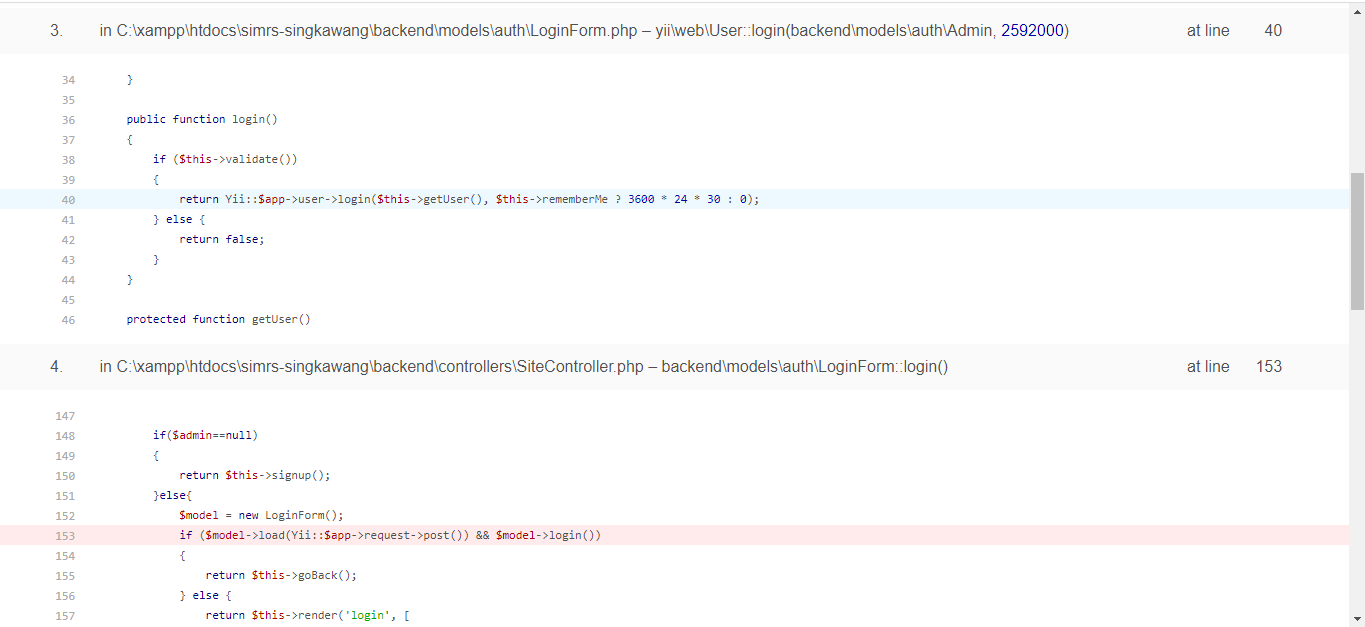 3. in C:\xampp\htdocs\simrs-singkawang\backend\models\auth\LoginForm.php – yii\web\User::login(backend\models\auth\Admin, 2592000) at line 40
34 }
35
36 public function login()
37 {
38 if ($this->validate())
39 {
40 return Yii::$app->user->login($this->getUser(), $this->rememberMe ? 3600 * 24 * 30 : 0);
41 } else {
42 return false;
43 }
44 }
45
46 protected function getUser()
4. in C:\xampp\htdocs\simrs-singkawang\backend\controllers\SiteController.php – backend\models\auth\LoginForm::login() at line 153
147
148 if($admin==null)
149 {
150 return $this->signup();
151 }else{
152 $model = new LoginForm();
153 if ($model->load(Yii::$app->request->post()) && $model->login())
154 {
155 return $this->goBack();
156 } else {
157 return $this->render('login', [